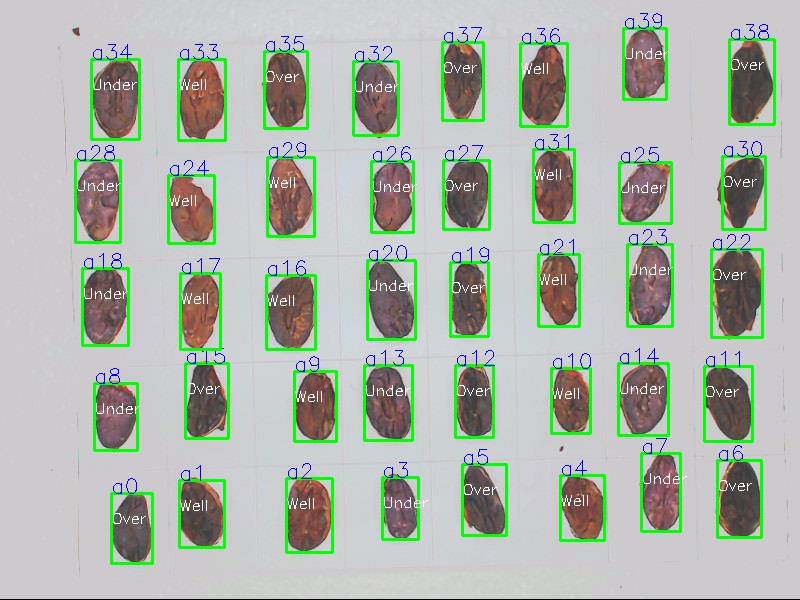 a34 a33 a35 a32 a37 a36 a39 a38
Under Well Over Under Over Well Under Over
a28 a24 a29 a26 a27 a31 a25 a30
Under Well Well Under Over Well Under Over
a18 a17 a16 a20 a19 a21 a23 a22
Under Well Well Under Over Well Under Over
a8 a15 a9 a13 a12 a10 a14 a11
Under Over Well Under Over Well Under Over
a0 a1 a2 a3 a5 a4 a7 a6
Over Well Well Under Over Well Under Over